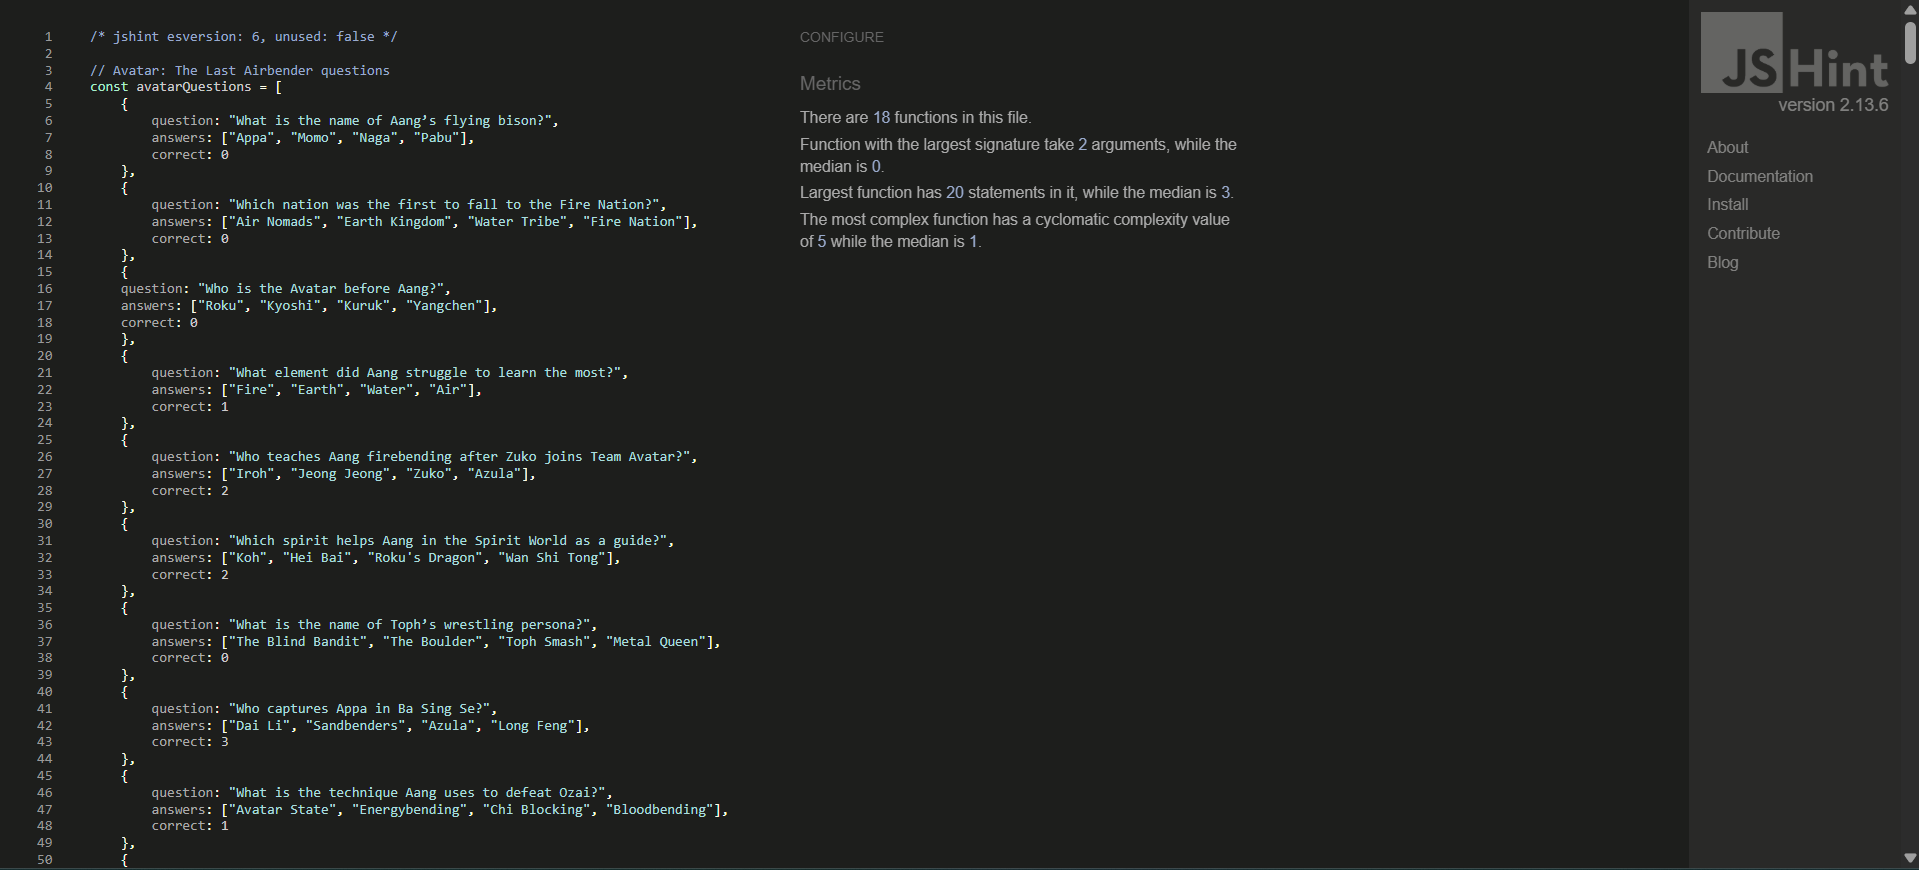 1 /* jshint esversion: 6, unused: false */
2
3 // Avatar: The Last Airbender questions
4 const avatarQuestions = [
5 {
6 question: "What is the name of Aang’s flying bison?",
7 answers: ["Appa", "Momo", "Naga", "Pabu"],
8 correct: 0
9 },
10 {
11 question: "Which nation was the first to fall to the Fire Nation?",
12 answers: ["Air Nomads", "Earth Kingdom", "Water Tribe", "Fire Nation"],
13 correct: 0
14 },
15 {
16 question: "Who is the Avatar before Aang?",
17 answers: ["Roku", "Kyoshi", "Kuruk", "Yangchen"],
18 correct: 0
19 },
20 {
21 question: "What element did Aang struggle to learn the most?",
22 answers: ["Fire", "Earth", "Water", "Air"],
23 correct: 1
24 },
25 {
26 question: "Who teaches Aang firebending after Zuko joins Team Avatar?",
27 answers: ["Iroh", "Jeong Jeong", "Zuko", "Azula"],
28 correct: 2
29 },
30 {
31 question: "Which spirit helps Aang in the Spirit World as a guide?",
32 answers: ["Koh", "Hei Bai", "Roku's Dragon", "Wan Shi Tong"],
33 correct: 2
34 },
35 {
36 question: "What is the name of Toph’s wrestling persona?",
37 answers: ["The Blind Bandit", "The Boulder", "Toph Smash", "Metal Queen"],
38 correct: 0
39 },
40 {
41 question: "Who captures Appa in Ba Sing Se?",
42 answers: ["Dai Li", "Sandbenders", "Azula", "Long Feng"],
43 correct: 3
44 },
45 {
46 question: "What is the technique Aang uses to defeat Ozai?",
47 answers: ["Avatar State", "Energybending", "Chi Blocking", "Bloodbending"],
48 correct: 1
49 },
50 {
CONFIGURE
Metrics
There are 18 functions in this file.
Function with the largest signature take 2 arguments, while the
median is 0.
Largest function has 20 statements in it, while the median is 3.
The most complex function has a cyclomatic complexity value
of 5 while the median is 1.
JSHint
version 2.13.6
About
Documentation
Install
Contribute
Blog